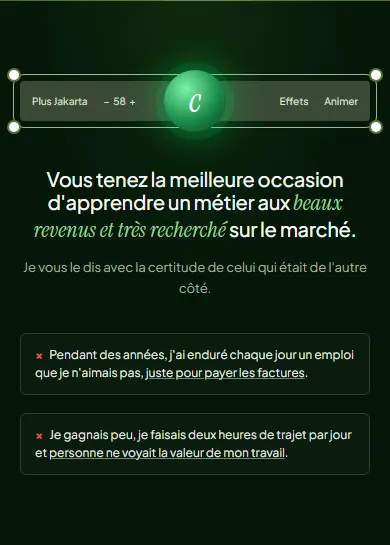 Plus Jakarta – 58 + C Effets Animer
Vous tenez la meilleure occasion
d'apprendre un métier aux beaux
revenus et très recherché sur le marché.
Je vous le dis avec la certitude de celui qui était de l'autre
côté.
× Pendant des années, j'ai enduré chaque jour un emploi
que je n'aimais pas, juste pour payer les factures.
× Je gagnais peu, je faisais deux heures de trajet par jour
et personne ne voyait la valeur de mon travail.